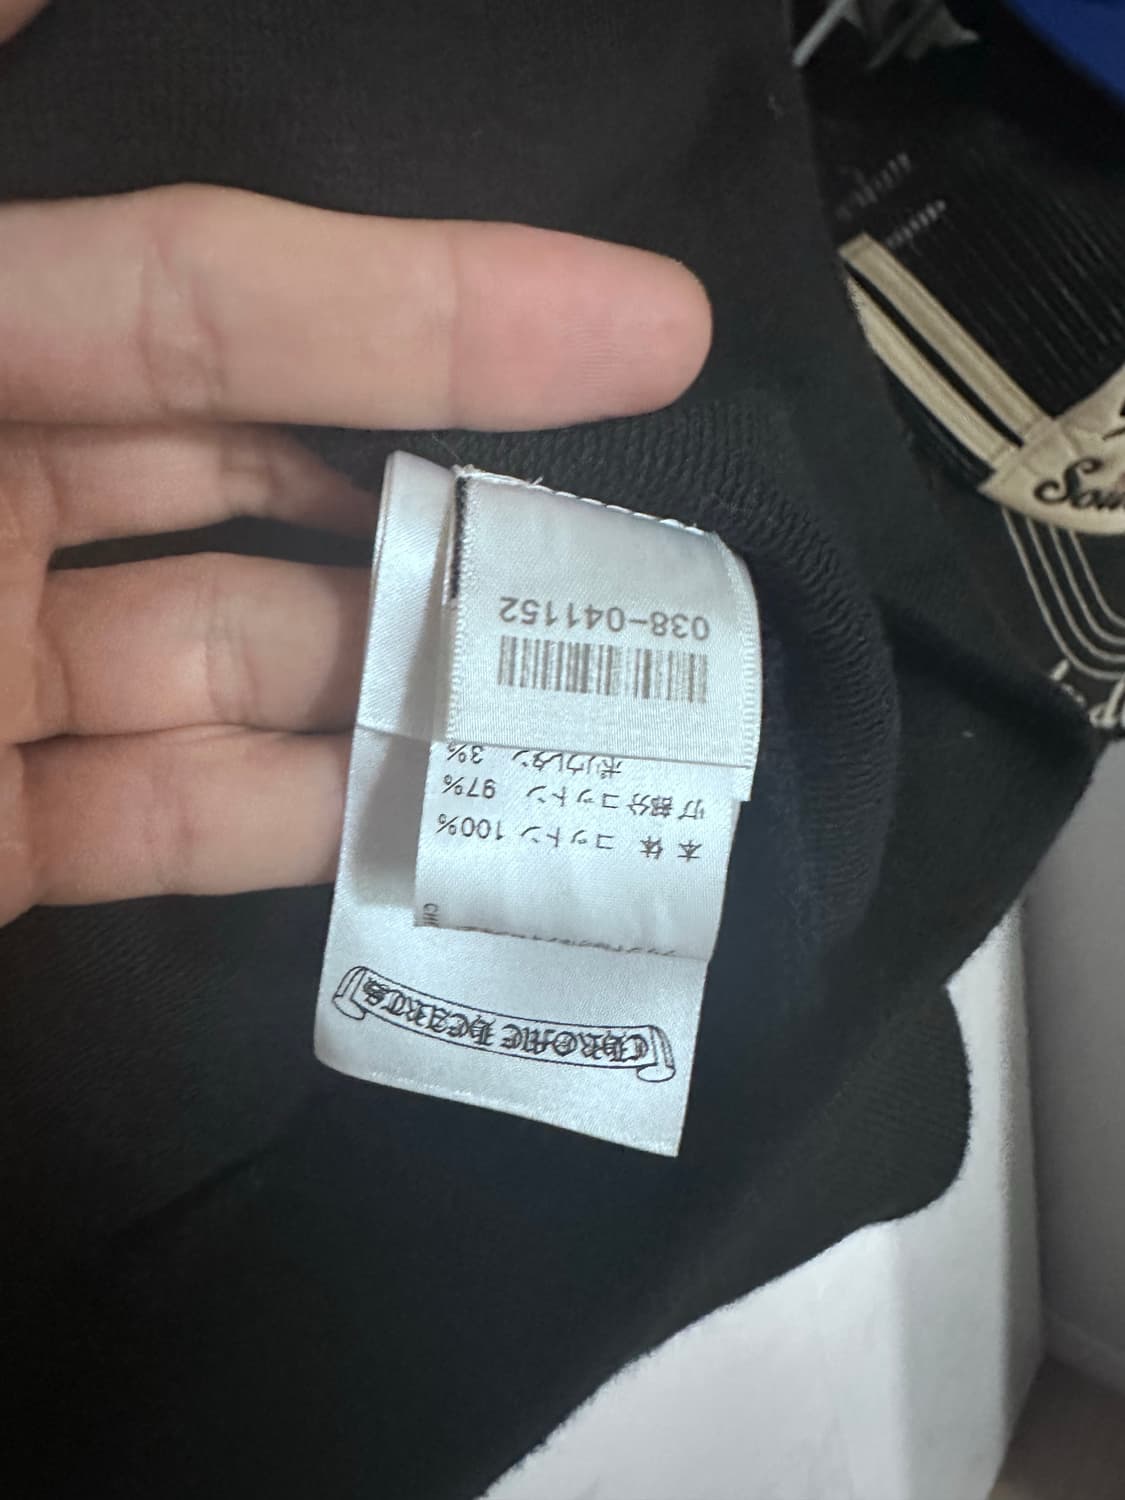 CHROME HEARTS
本体 コットン 100%
リブ部分 コットン 97%
ポリウレタン 3%
038-041152
Sou